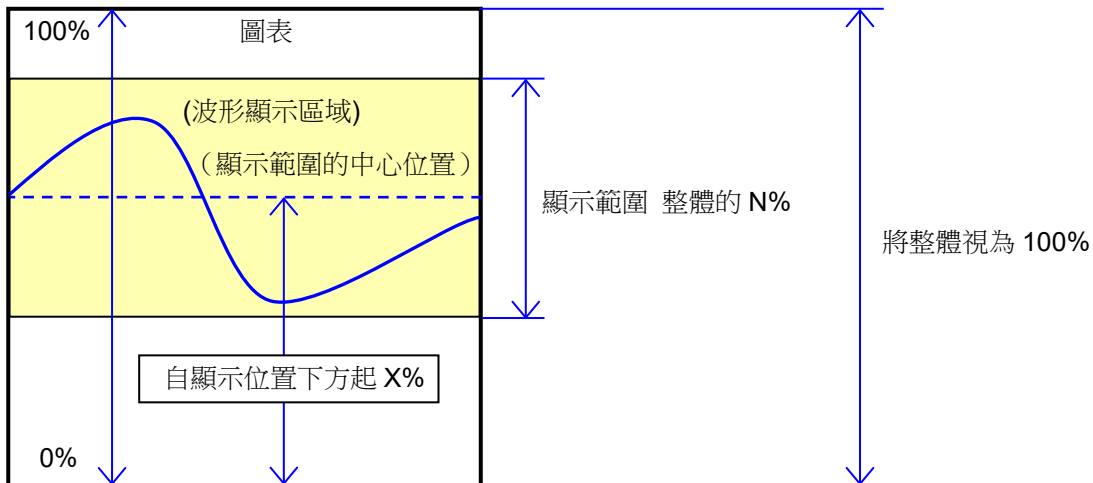 100%
圖表
(波形顯示區域)
（顯示範圍的中心位置）
顯示範圍 整体的 N%
將整體視為 100%
自顯示位置下方起 X%
0%